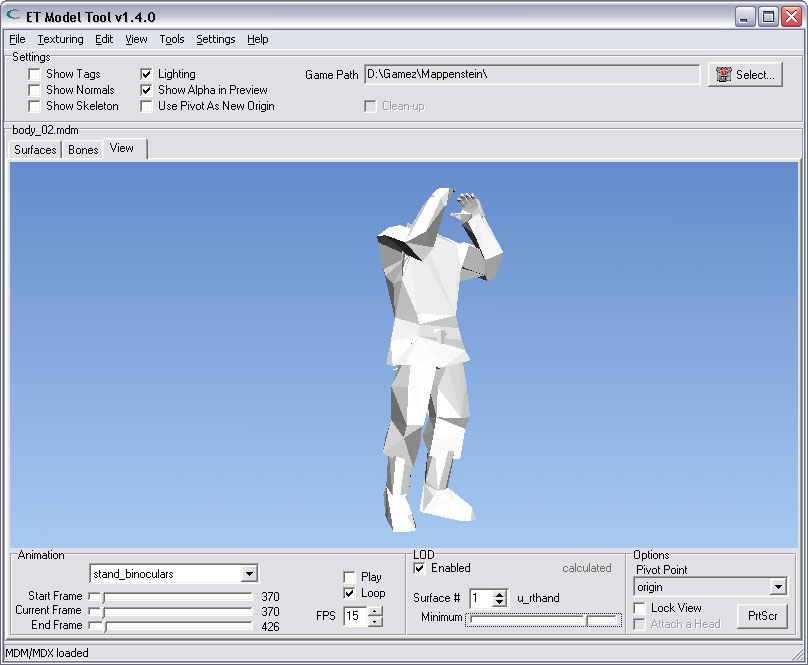 ET Model Tool v1.4.0
File Texturing Edit View Tools Settings Help
Settings
Show Tags Lighting Game Path D:\Gamez\Mappenstein\ Select...
Show Normals Show Alpha in Preview
Show Skeleton Use Pivot As New Origin Clean-up
body_02.mdm
Surfaces Bones View
Animation LOD Options
stand_binoculars Play Enabled calculated Pivot Point
Loop origin
Start Frame 370 Surface # 1 u_rthand Lock View
Current Frame 370 FPS 15 Minimum Attach a Head PrtScr
End Frame 426
MDM/MDX loaded